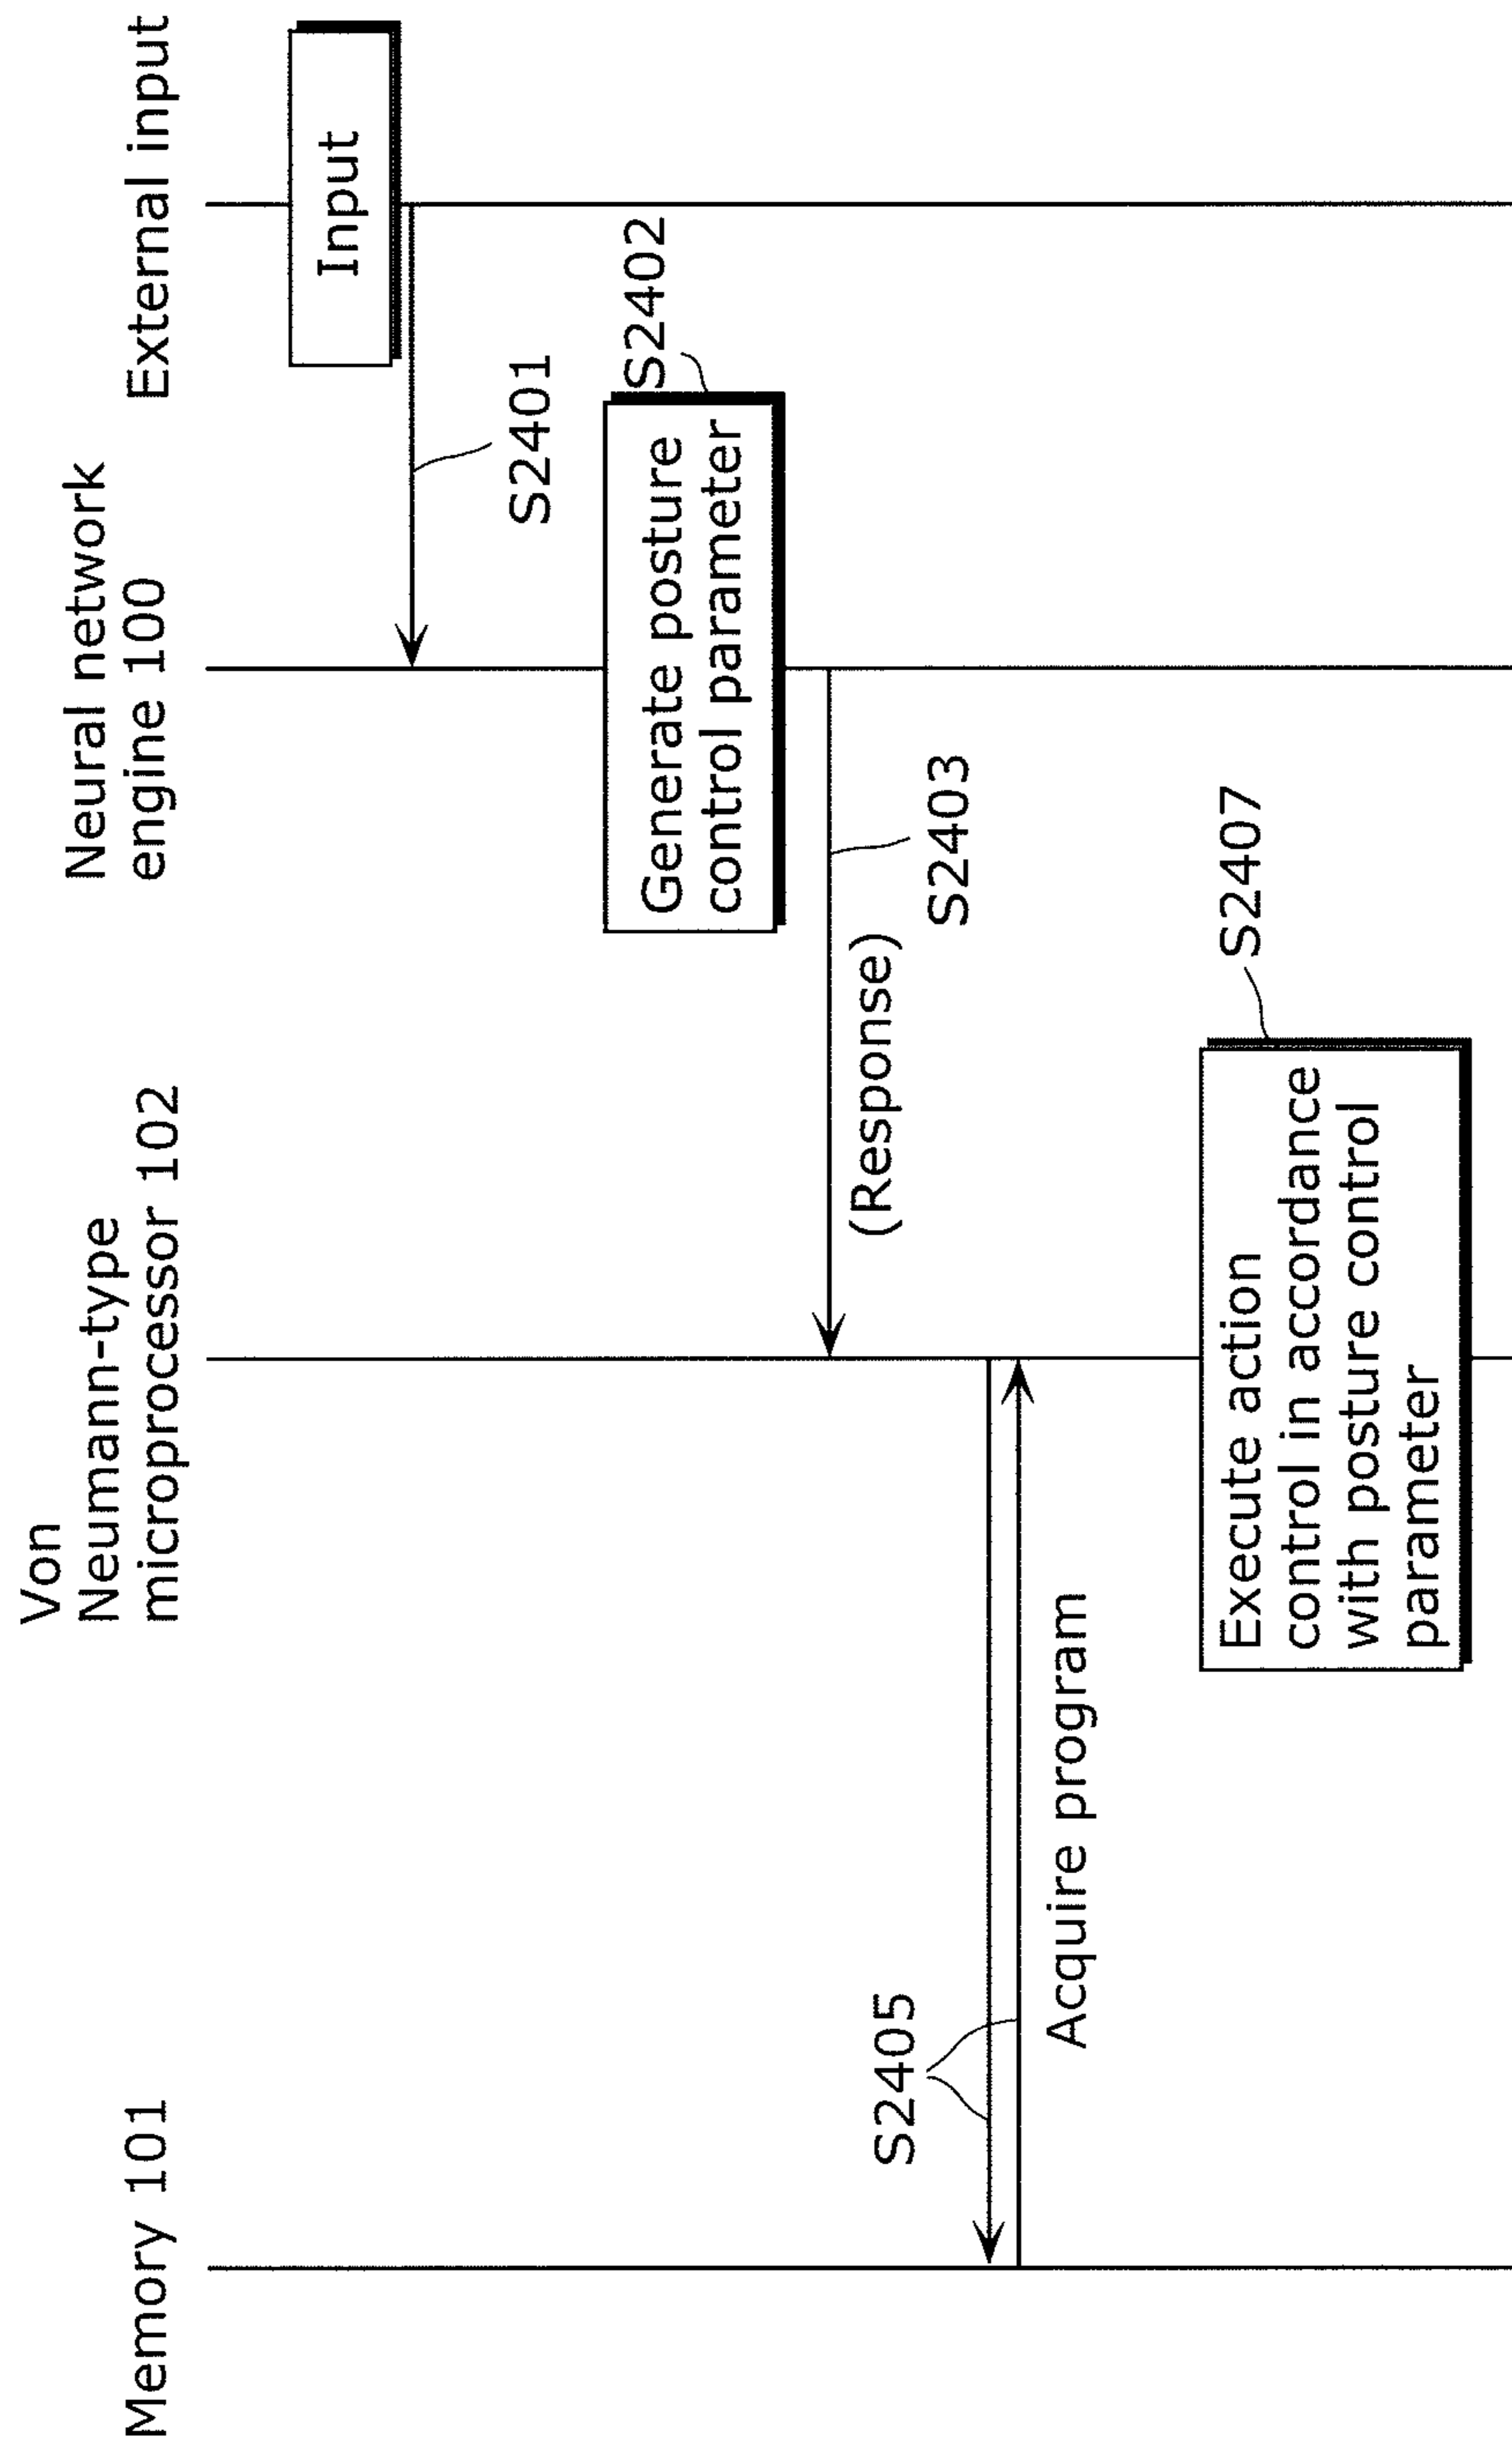 Memory 101
Von
Neumann-type
microprocessor 102
Neural network
engine 100
External input
Input
S2401
S2402
Generate posture
control parameter
S2403
(Response)
S2405
Acquire program
S2407
Execute action
control in accordance
with posture control
parameter